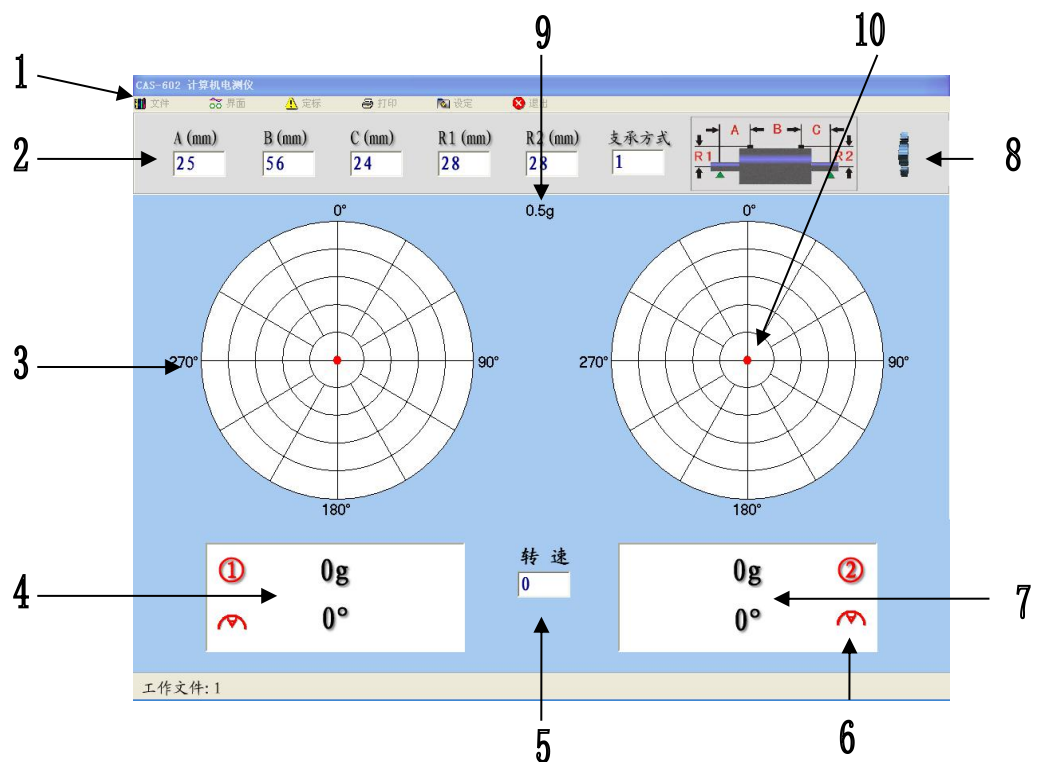 9 10
1
CAS-602 计算机电测仪
文件 界面 定标 打印 设定 退出
A(mm) B(mm) C(mm) R1(mm) R2(mm) 支承方式
2 25 56 24 28 28 1 8
A B C
R1 R2
0.5g
0° 0°
3 270° 90° 270° 90°
180° 180°
转速
① 0g 0g ②
4 0 7
0° 0°
工作文件:1
5 6